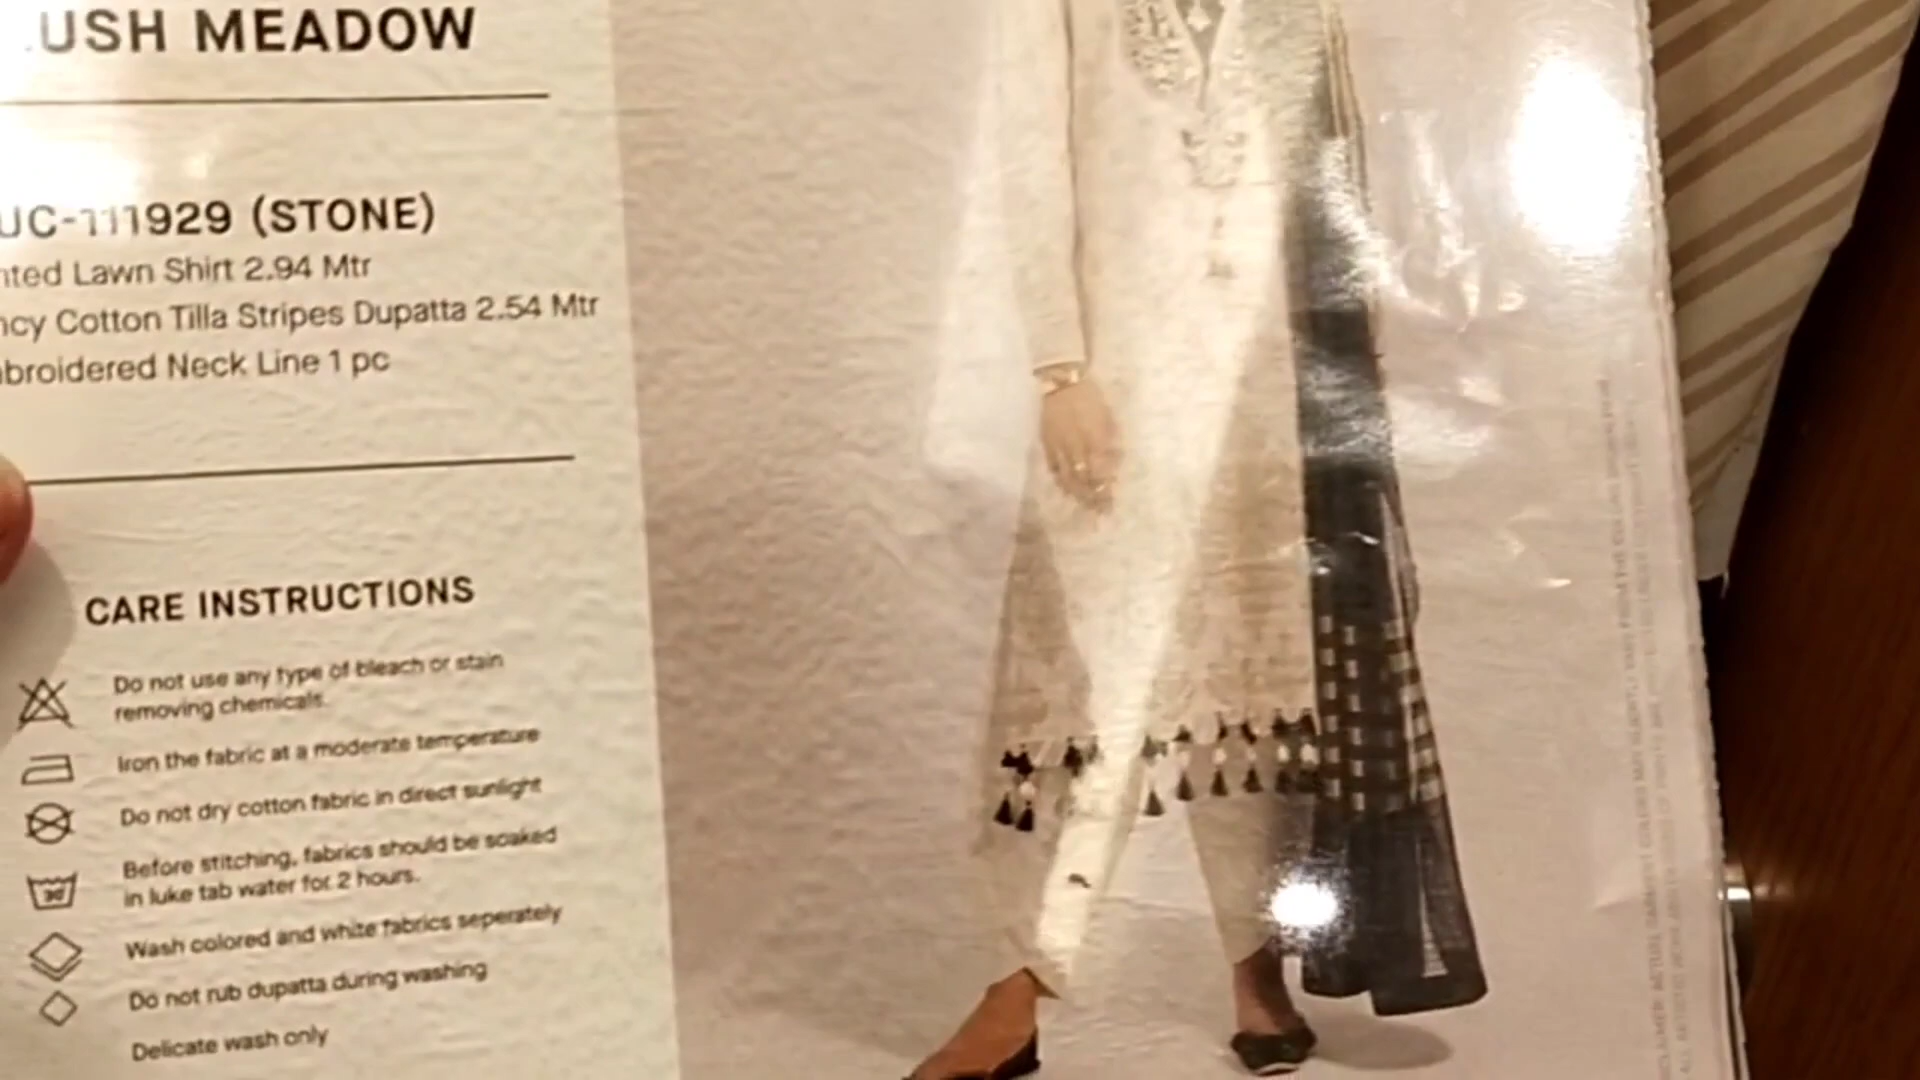 USH MEADOW
UC-111929 (STONE)
nted Lawn Shirt 2.94 Mtr
ncy Cotton Tilla Stripes Dupatta 2.54 Mtr
broidered Neck Line 1 pc
CARE INSTRUCTIONS
Do not use any type of bleach or stain
removing chemicals.
Iron the fabric at a moderate temperature
Do not dry cotton fabric in direct sunlight
Before stitching, fabrics should be soaked
30
in luke tab water for 2 hours.
Wash colored and white fabrics seperately
Do not rub dupatta during washing
Delicate wash only